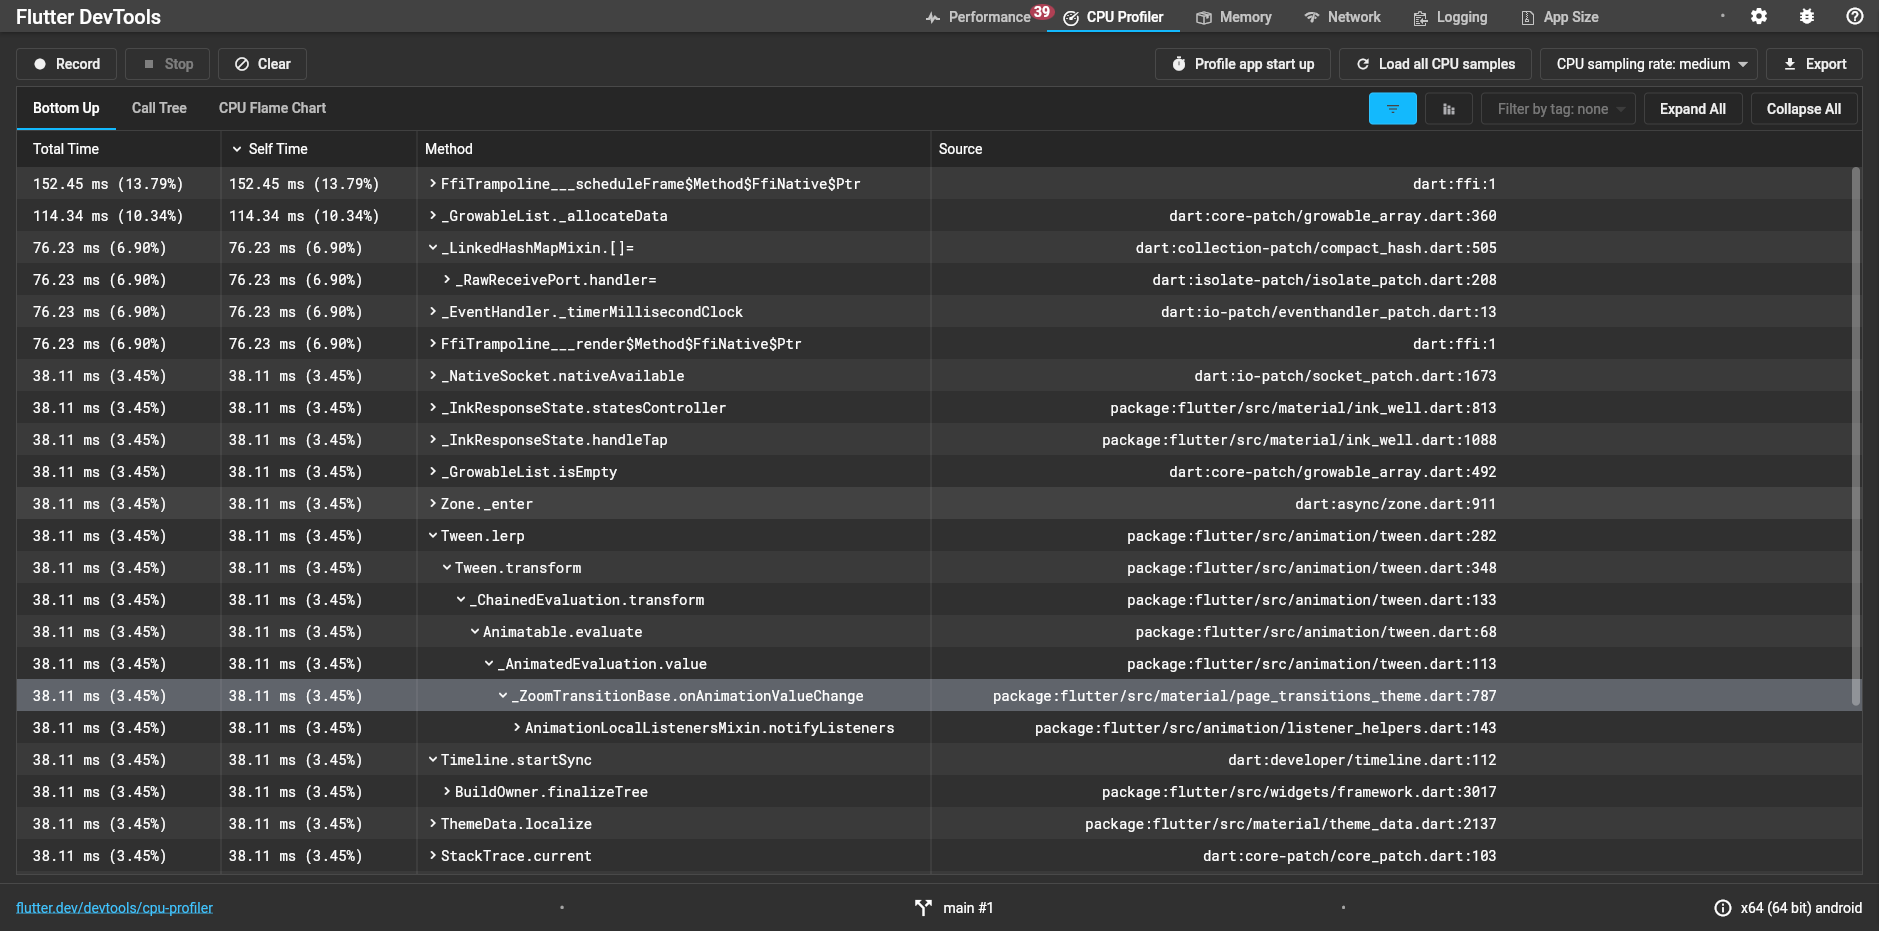 Flutter DevTools
Performance 39 CPU Profiler Memory Network Logging App Size
Record Stop Clear Profile app start up Load all CPU samples CPU sampling rate: medium Export
Bottom Up Call Tree CPU Flame Chart Filter by tag: none Expand All Collapse All
Total Time Self Time Method Source
152.45 ms (13.79%) 152.45 ms (13.79%) FfiTrampoline___scheduleFrame$Method$FfiNative$Ptr dart:ffi:1
114.34 ms (10.34%) 114.34 ms (10.34%) _GrowableList._allocateData dart:core-patch/growable_array.dart:360
76.23 ms (6.90%) 76.23 ms (6.90%) _LinkedHashMapMixin.[]= dart:collection-patch/compact_hash.dart:505
76.23 ms (6.90%) 76.23 ms (6.90%) _RawReceivePort.handler= dart:isolate-patch/isolate_patch.dart:208
76.23 ms (6.90%) 76.23 ms (6.90%) _EventHandler._timerMillisecondClock dart:io-patch/eventhandler_patch.dart:13
76.23 ms (6.90%) 76.23 ms (6.90%) FfiTrampoline___render$Method$FfiNative$Ptr dart:ffi:1
38.11 ms (3.45%) 38.11 ms (3.45%) _NativeSocket.nativeAvailable dart:io-patch/socket_patch.dart:1673
38.11 ms (3.45%) 38.11 ms (3.45%) _InkResponseState.statesController package:flutter/src/material/ink_well.dart:813
38.11 ms (3.45%) 38.11 ms (3.45%) _InkResponseState.handleTap package:flutter/src/material/ink_well.dart:1088
38.11 ms (3.45%) 38.11 ms (3.45%) _GrowableList.isEmpty dart:core-patch/growable_array.dart:492
38.11 ms (3.45%) 38.11 ms (3.45%) Zone._enter dart:async/zone.dart:911
38.11 ms (3.45%) 38.11 ms (3.45%) Tween.lerp package:flutter/src/animation/tween.dart:282
38.11 ms (3.45%) 38.11 ms (3.45%) Tween.transform package:flutter/src/animation/tween.dart:348
38.11 ms (3.45%) 38.11 ms (3.45%) _ChainedEvaluation.transform package:flutter/src/animation/tween.dart:133
38.11 ms (3.45%) 38.11 ms (3.45%) Animatable.evaluate package:flutter/src/animation/tween.dart:68
38.11 ms (3.45%) 38.11 ms (3.45%) _AnimatedEvaluation.value package:flutter/src/animation/tween.dart:113
38.11 ms (3.45%) 38.11 ms (3.45%) _ZoomTransitionBase.onAnimationValueChange package:flutter/src/material/page_transitions_theme.dart:787
38.11 ms (3.45%) 38.11 ms (3.45%) AnimationLocalListenersMixin.notifyListeners package:flutter/src/animation/listener_helpers.dart:143
38.11 ms (3.45%) 38.11 ms (3.45%) Timeline.startSync dart:developer/timeline.dart:112
38.11 ms (3.45%) 38.11 ms (3.45%) BuildOwner.finalizeTree package:flutter/src/widgets/framework.dart:3017
38.11 ms (3.45%) 38.11 ms (3.45%) ThemeData.localize package:flutter/src/material/theme_data.dart:2137
38.11 ms (3.45%) 38.11 ms (3.45%) StackTrace.current dart:core-patch/core_patch.dart:103
flutter.dev/devtools/cpu-profiler main #1 x64 (64 bit) android